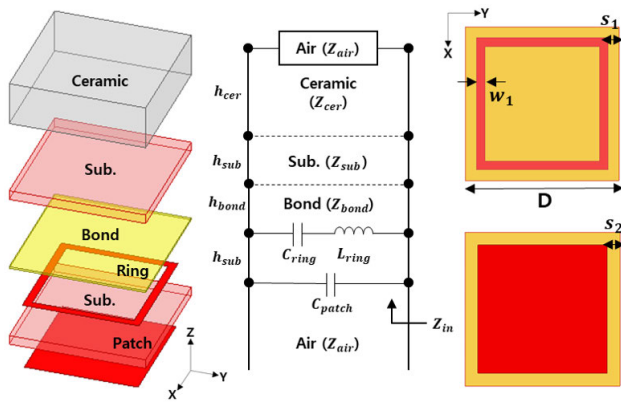 Ceramic
Sub.
Bond
Ring
Sub.
Patch
Z
Y
X
Air (Z_air)
h_cer
Ceramic
(Z_cer)
h_sub
Sub. (Z_sub)
h_bond
Bond (Z_bond)
h_sub
C_ring
L_ring
C_patch
Z_in
Air (Z_air)
Y
X
s_1
w_1
D
s_2